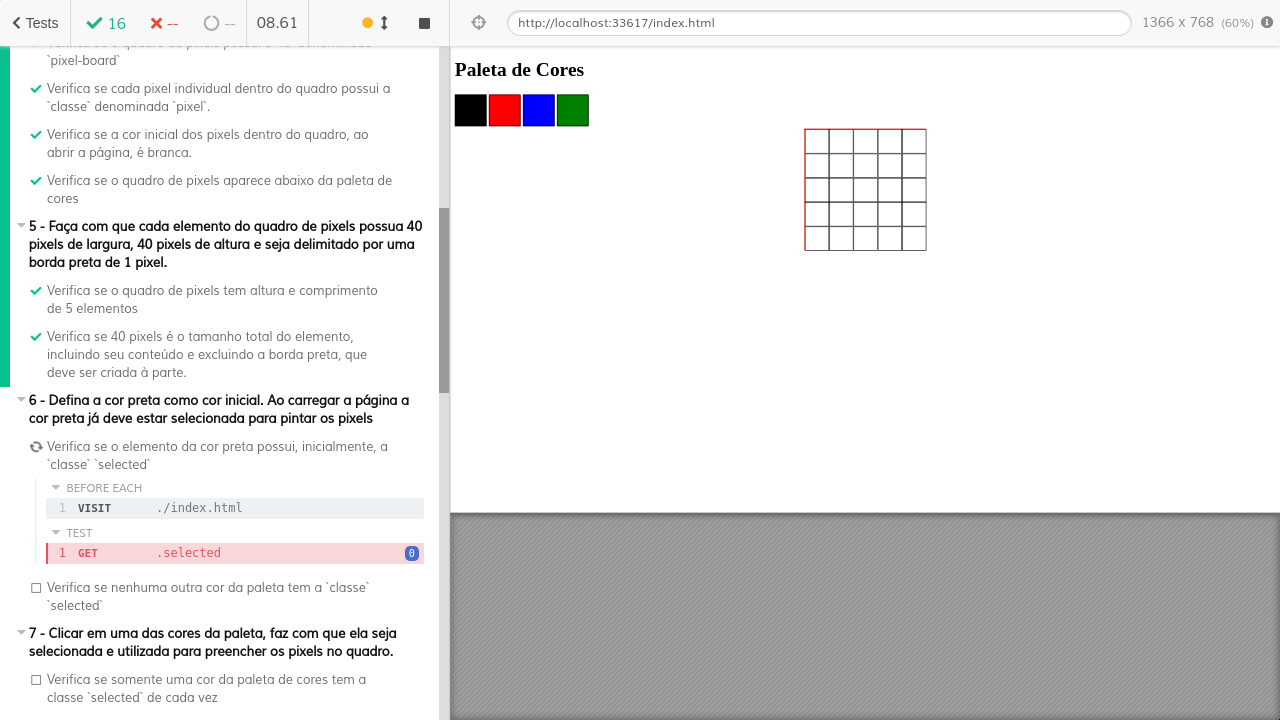 Tests
16
--
--
08.61
http://localhost:33617/index.html
1366 x 768 (60%)
`pixel-board`
Verifica se cada pixel individual dentro do quadro possui a
`classe` denominada `pixel`.
Verifica se a cor inicial dos pixels dentro do quadro, ao
abrir a página, é branca.
Verifica se o quadro de pixels aparece abaixo da paleta de
cores
5 - Faça com que cada elemento do quadro de pixels possua 40
pixels de largura, 40 pixels de altura e seja delimitado por uma
borda preta de 1 pixel.
Verifica se o quadro de pixels tem altura e comprimento
de 5 elementos
Verifica se 40 pixels é o tamanho total do elemento,
incluindo seu conteúdo e excluindo a borda preta, que
deve ser criada à parte.
6 - Defina a cor preta como cor inicial. Ao carregar a página a
cor preta já deve estar selecionada para pintar os pixels
Verifica se o elemento da cor preta possui, inicialmente, a
`classe` `selected`
BEFORE EACH
1 VISIT ./index.html
TEST
1 GET .selected 0
Verifica se nenhuma outra cor da paleta tem a `classe`
`selected`
7 - Clicar em uma das cores da paleta, faz com que ela seja
selecionada e utilizada para preencher os pixels no quadro.
Verifica se somente uma cor da paleta de cores tem a
classe `selected` de cada vez
Paleta de Cores